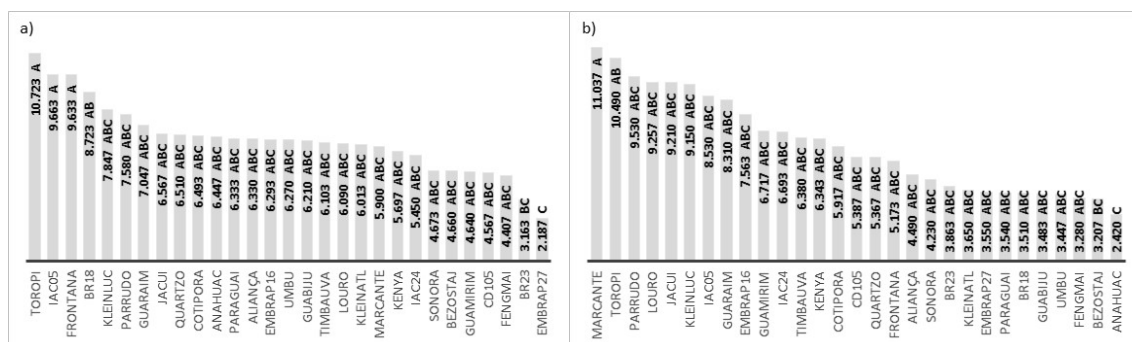 a)
10.723 A
9.663 A
9.633 A
8.723 AB
7.847 ABC
7.580 ABC
7.047 ABC
6.567 ABC
6.510 ABC
6.493 ABC
6.447 ABC
6.333 ABC
6.330 ABC
6.293 ABC
6.270 ABC
6.210 ABC
6.103 ABC
6.090 ABC
6.013 ABC
5.900 ABC
5.697 ABC
5.450 ABC
4.673 ABC
4.660 ABC
4.640 ABC
4.567 ABC
4.407 ABC
3.163 BC
2.187 C
TOROPI
IAC05
FRONTANA
BR18
KLEINLUC
PARRUDO
GUARAIM
JACUI
QUARTZO
COTIPORA
ANAHUAC
PARAGUAI
ALIANÇA
EMBRAP16
UMBU
GUABIJU
TIMBAUVA
LOURO
KLEINATL
MARCANTE
KENYA
IAC24
SONORA
BEZOSTAJ
GUAMIRIM
CD105
FENGMAI
BR23
EMBRAP27
b)
11.037 A
10.490 AB
9.530 ABC
9.257 ABC
9.210 ABC
9.150 ABC
8.530 ABC
8.310 ABC
7.563 ABC
6.717 ABC
6.693 ABC
6.380 ABC
6.343 ABC
5.917 ABC
5.387 ABC
5.367 ABC
5.173 ABC
4.490 ABC
4.230 ABC
3.863 ABC
3.650 ABC
3.550 ABC
3.540 ABC
3.510 ABC
3.483 ABC
3.447 ABC
3.280 ABC
3.207 BC
2.420 C
MARCANTE
TOROPI
PARRUDO
LOURO
JACUI
KLEINLUC
IAC05
GUARAIM
EMBRAP16
GUAMIRIM
IAC24
TIMBAUVA
KENYA
COTIPORA
CD105
QUARTZO
FRONTANA
ALIANÇA
SONORA
BR23
KLEINATL
EMBRAP27
PARAGUAI
BR18
GUABIJU
UMBU
FENGMAI
BEZOSTAJ
ANAHUAC